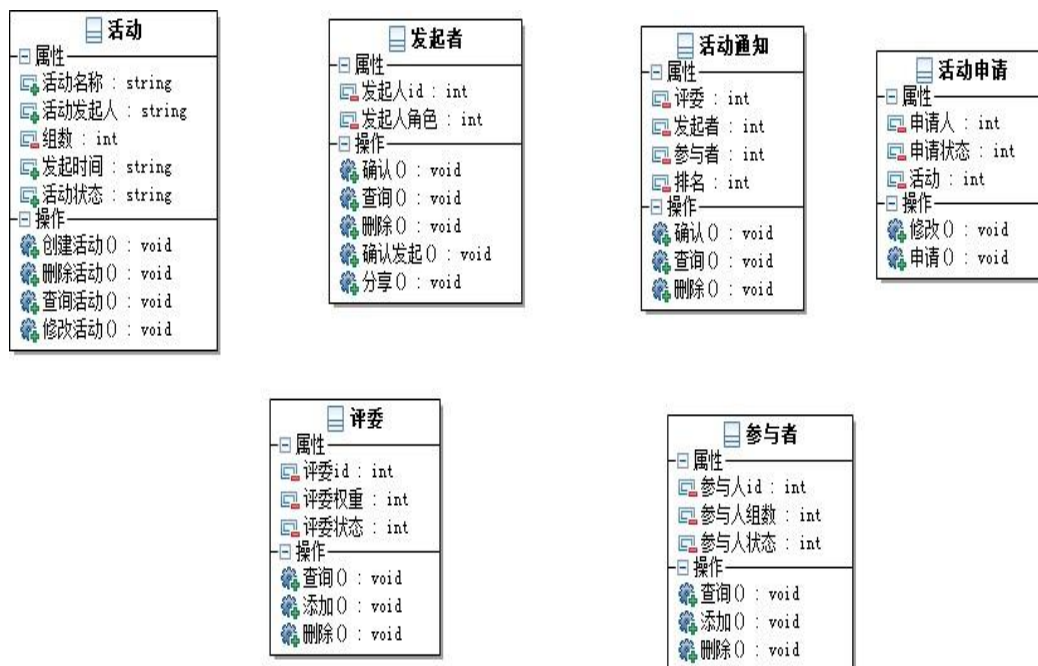 活动
属性
活动名称 : string
活动发起人 : string
组数 : int
发起时间 : string
活动状态 : string
操作
创建活动() : void
删除活动() : void
查询活动() : void
修改活动() : void
发起者
属性
发起人id : int
发起人角色 : int
操作
确认() : void
查询() : void
删除() : void
确认发起() : void
分享() : void
活动通知
属性
评委 : int
发起者 : int
参与者 : int
排名 : int
操作
确认() : void
查询() : void
删除() : void
活动申请
属性
申请人 : int
申请状态 : int
活动 : int
操作
修改() : void
申请() : void
评委
属性
评委id : int
评委权重 : int
评委状态 : int
操作
查询() : void
添加() : void
删除() : void
参与者
属性
参与人id : int
参与人组数 : int
参与人状态 : int
操作
查询() : void
添加() : void
删除() : void